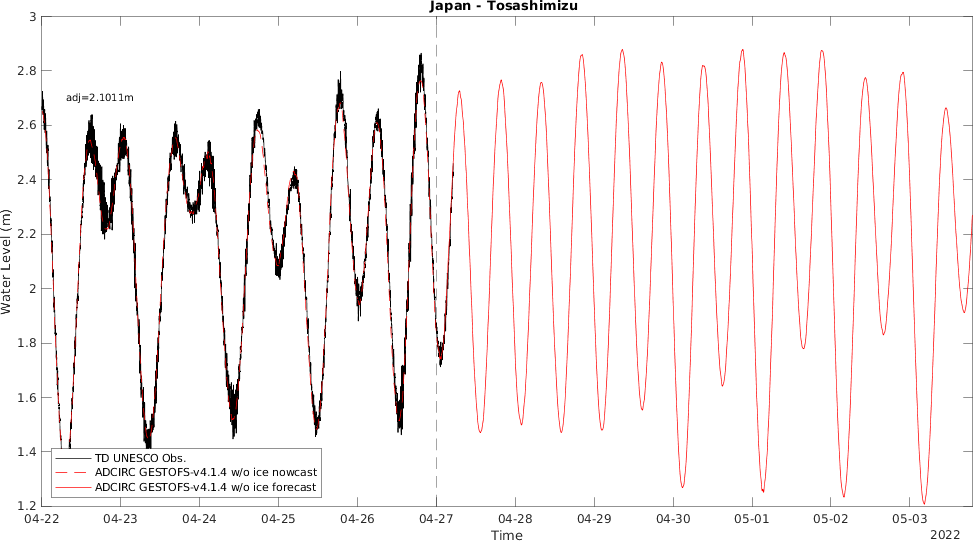 Japan - Tosashimizu
3
2.8
adj=2.1011m
2.6
2.4
2.2
Water Level (m)
2
1.8
1.6
1.4
TD UNESCO Obs.
ADCIRC GESTOFS-v4.1.4 w/o ice nowcast
ADCIRC GESTOFS-v4.1.4 w/o ice forecast
1.2
04-22 04-23 04-24 04-25 04-26 04-27 04-28 04-29 04-30 05-01 05-02 05-03
Time
2022